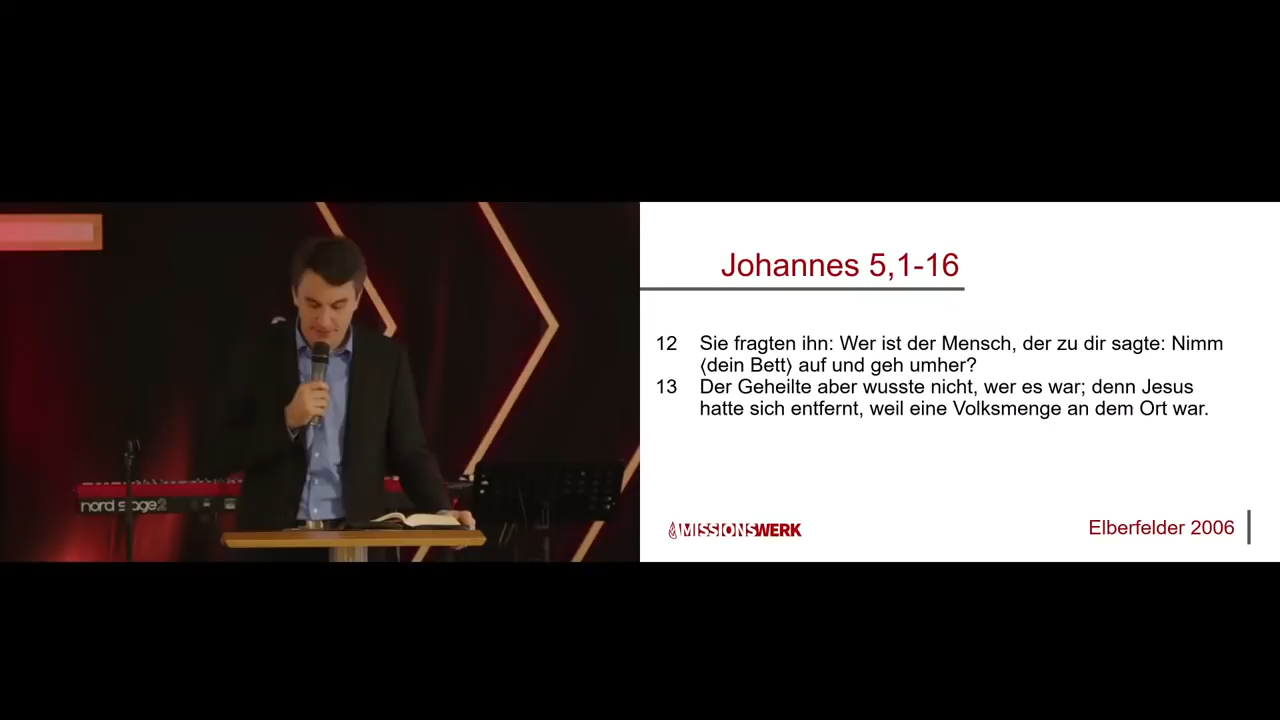 Johannes 5,1-16
12 Sie fragten ihn: Wer ist der Mensch, der zu dir sagte: Nimm
⟨dein Bett⟩ auf und geh umher?
13 Der Geheilte aber wusste nicht, wer es war; denn Jesus
hatte sich entfernt, weil eine Volksmenge an dem Ort war.
MISSIONSWERK
Elberfelder 2006
nord stage 2